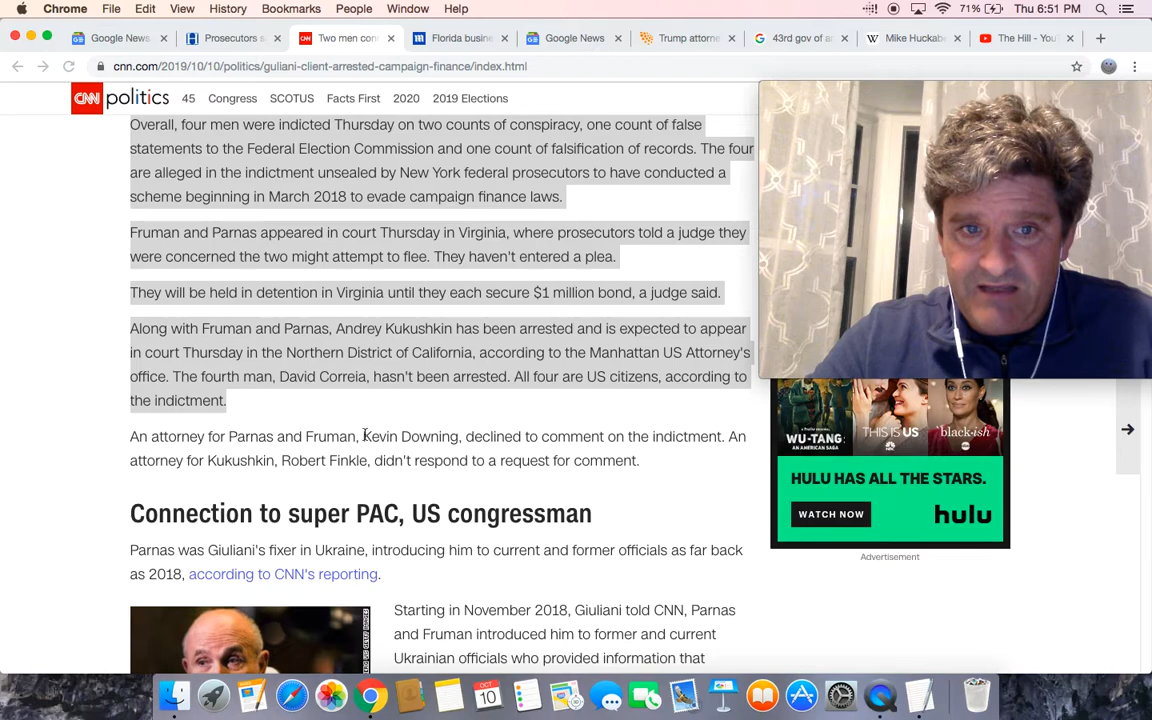 Chrome File Edit View History Bookmarks People Window Help 71% Thu 6:51 PM
Google News Prosecutors s Two men con Florida busin Google News Trump attorne 43rd gov of a Mike Huckab The Hill - You
cnn.com/2019/10/10/politics/guliani-client-arrested-campaign-finance/index.html
CNN politics 45 Congress SCOTUS Facts First 2020 2019 Elections
Overall, four men were indicted Thursday on two counts of conspiracy, one count of false
statements to the Federal Election Commission and one count of falsification of records. The four
are alleged in the indictment unsealed by New York federal prosecutors to have conducted a
scheme beginning in March 2018 to evade campaign finance laws.
Fruman and Parnas appeared in court Thursday in Virginia, where prosecutors told a judge they
were concerned the two might attempt to flee. They haven't entered a plea.
They will be held in detention in Virginia until they each secure $1 million bond, a judge said.
Along with Fruman and Parnas, Andrey Kukushkin has been arrested and is expected to appear
in court Thursday in the Northern District of California, according to the Manhattan US Attorney's
office. The fourth man, David Correia, hasn't been arrested. All four are US citizens, according to
the indictment.
An attorney for Parnas and Fruman, Kevin Downing, declined to comment on the indictment. An
attorney for Kukushkin, Robert Finkle, didn't respond to a request for comment.
Connection to super PAC, US congressman
Parnas was Giuliani's fixer in Ukraine, introducing him to current and former officials as far back
as 2018, according to CNN's reporting.
Starting in November 2018, Giuliani told CNN, Parnas
and Fruman introduced him to former and current
Ukrainian officials who provided information that
WU-TANG
AN AMERICAN SAGA
THIS IS US
black-ish
HULU HAS ALL THE STARS.
WATCH NOW
hulu
Advertisement
OCT
10